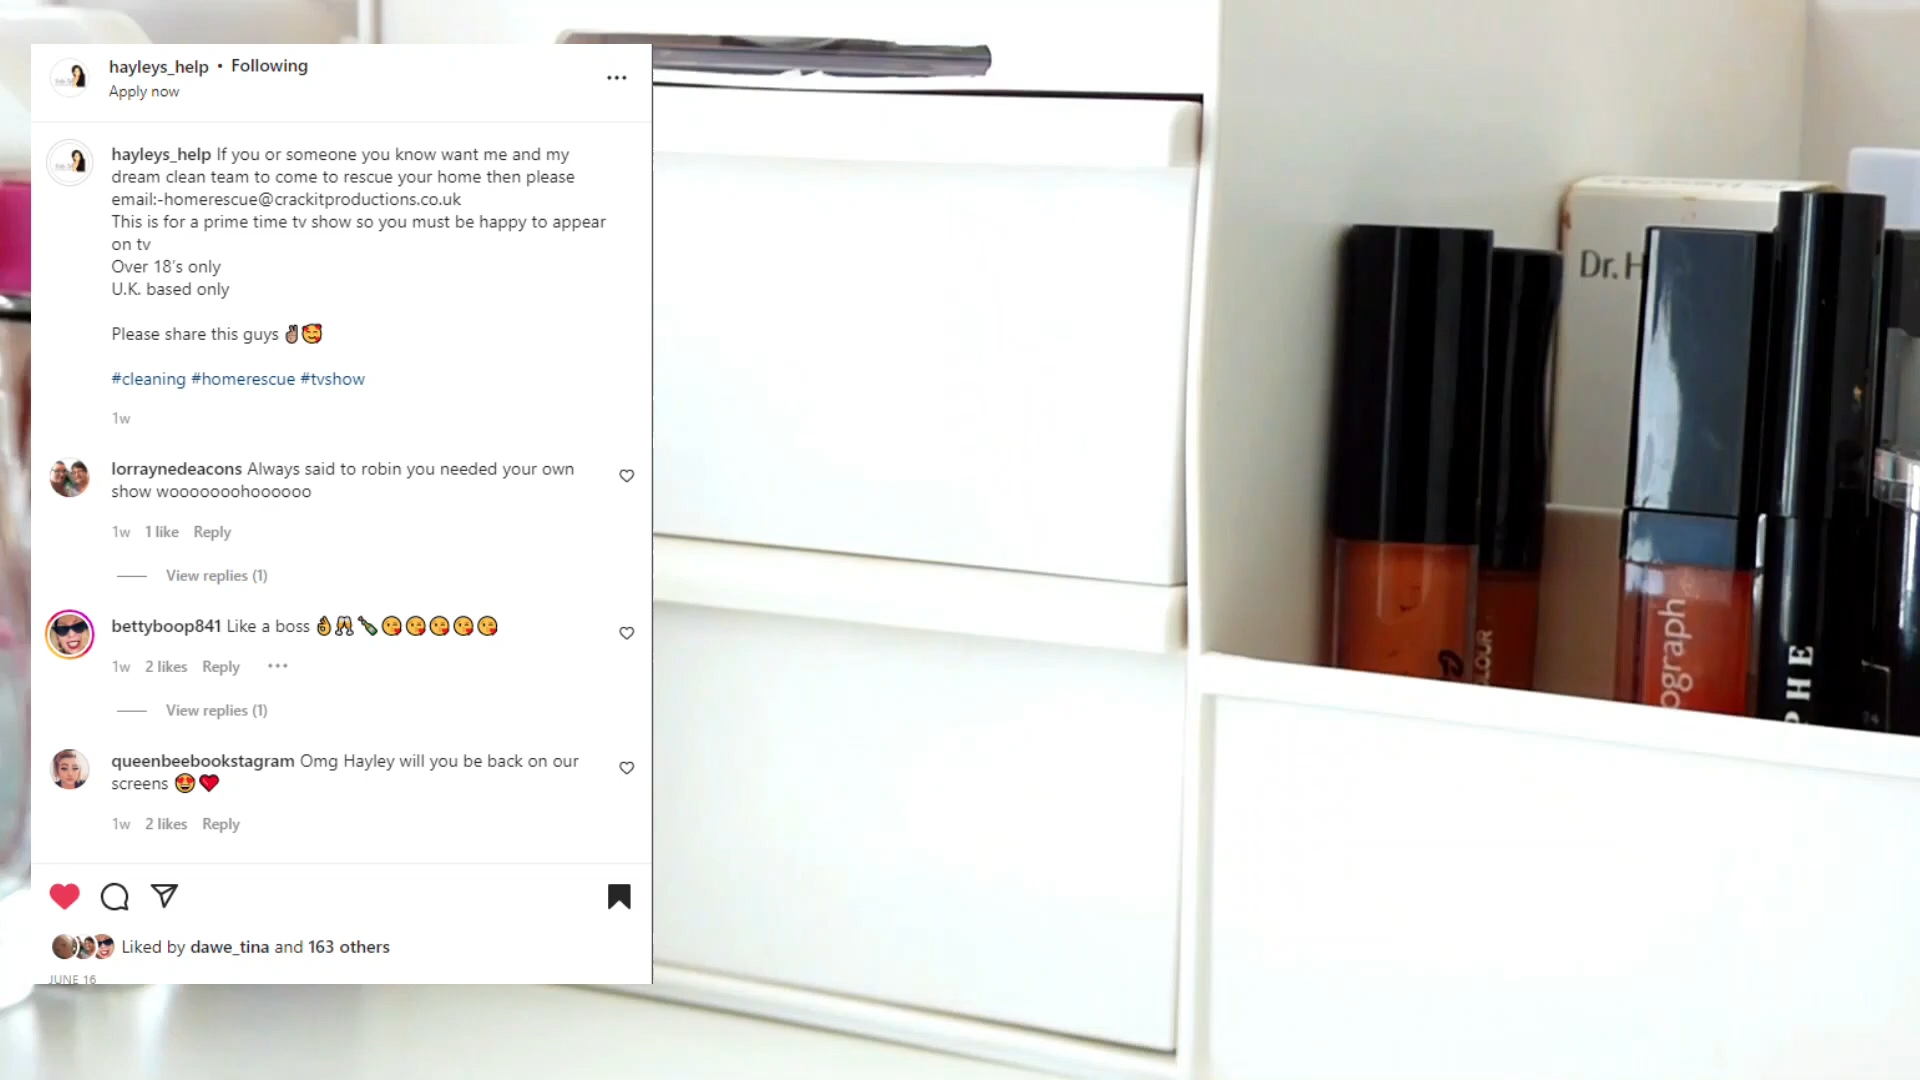 hayleys_help • Following
Apply now
hayleys_help If you or someone you know want me and my
dream clean team to come to rescue your home then please
email:-homerescue@crackitproductions.co.uk
This is for a prime time tv show so you must be happy to appear
on tv
Over 18's only
U.K. based only
Please share this guys ✌🏽🥰
#cleaning #homerescue #tvshow
1w
lorraynedeacons Always said to robin you needed your own
show wooooooohoooooo
1w 1 like Reply
View replies (1)
bettyboop841 Like a boss 👌🥂🍾😘😘😘😘😘
1w 2 likes Reply •••
View replies (1)
queenbeebookstagram Omg Hayley will you be back on our
screens 😍❤️
1w 2 likes Reply
Liked by dawe_tina and 163 others
JUNE 16
Dr. H
LOUR
ograph
PHE